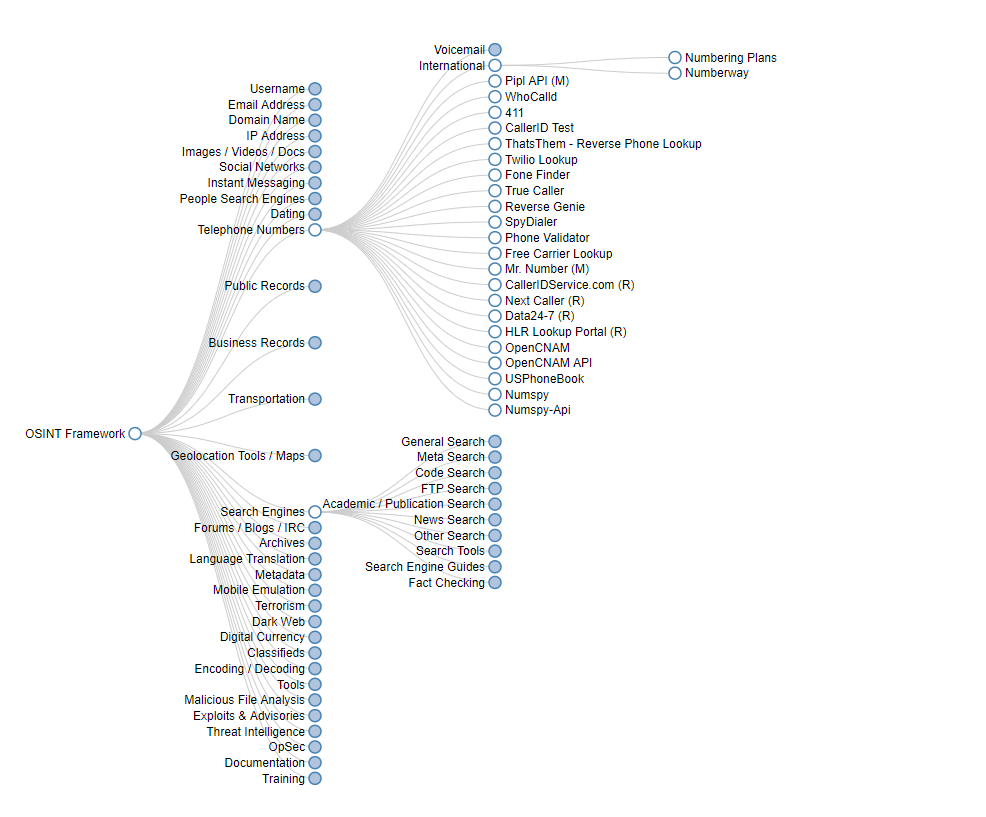 OSINT Framework
Username
Email Address
Domain Name
IP Address
Images / Videos / Docs
Social Networks
Instant Messaging
People Search Engines
Dating
Telephone Numbers
Voicemail
International
Numbering Plans
Numberway
Pipl API (M)
WhoCalld
411
CallerID Test
ThatsThem - Reverse Phone Lookup
Twilio Lookup
Fone Finder
True Caller
Reverse Genie
SpyDialer
Phone Validator
Free Carrier Lookup
Mr. Number (M)
CallerIDService.com (R)
Next Caller (R)
Data24-7 (R)
HLR Lookup Portal (R)
OpenCNAM
OpenCNAM API
USPhoneBook
Numspy
Numspy-Api
Public Records
Business Records
Transportation
Geolocation Tools / Maps
Search Engines
General Search
Meta Search
Code Search
FTP Search
Academic / Publication Search
News Search
Other Search
Search Tools
Search Engine Guides
Fact Checking
Forums / Blogs / IRC
Archives
Language Translation
Metadata
Mobile Emulation
Terrorism
Dark Web
Digital Currency
Classifieds
Encoding / Decoding
Tools
Malicious File Analysis
Exploits & Advisories
Threat Intelligence
OpSec
Documentation
Training